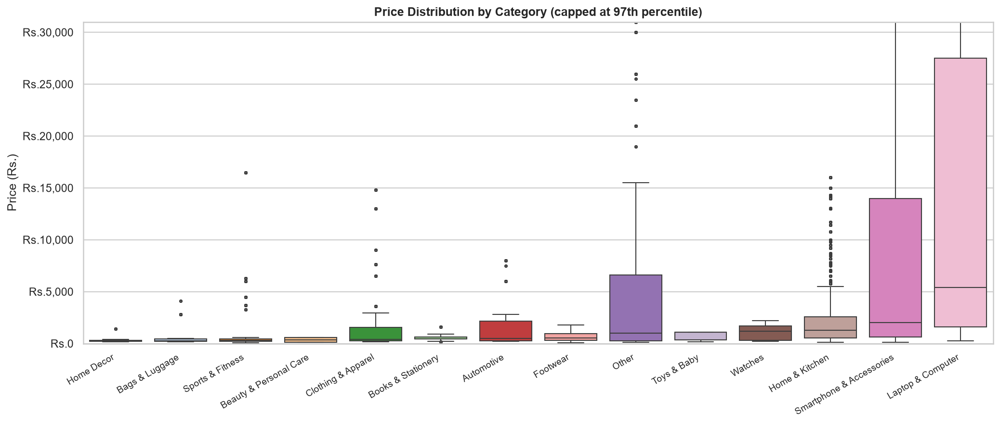 Price Distribution by Category (capped at 97th percentile)
Price (Rs.)
Rs.30,000
Rs.25,000
Rs.20,000
Rs.15,000
Rs.10,000
Rs.5,000
Rs.0
Home Decor
Bags & Luggage
Sports & Fitness
Beauty & Personal Care
Clothing & Apparel
Books & Stationery
Automotive
Footwear
Other
Toys & Baby
Watches
Home & Kitchen
Smartphone & Accessories
Laptop & Computer